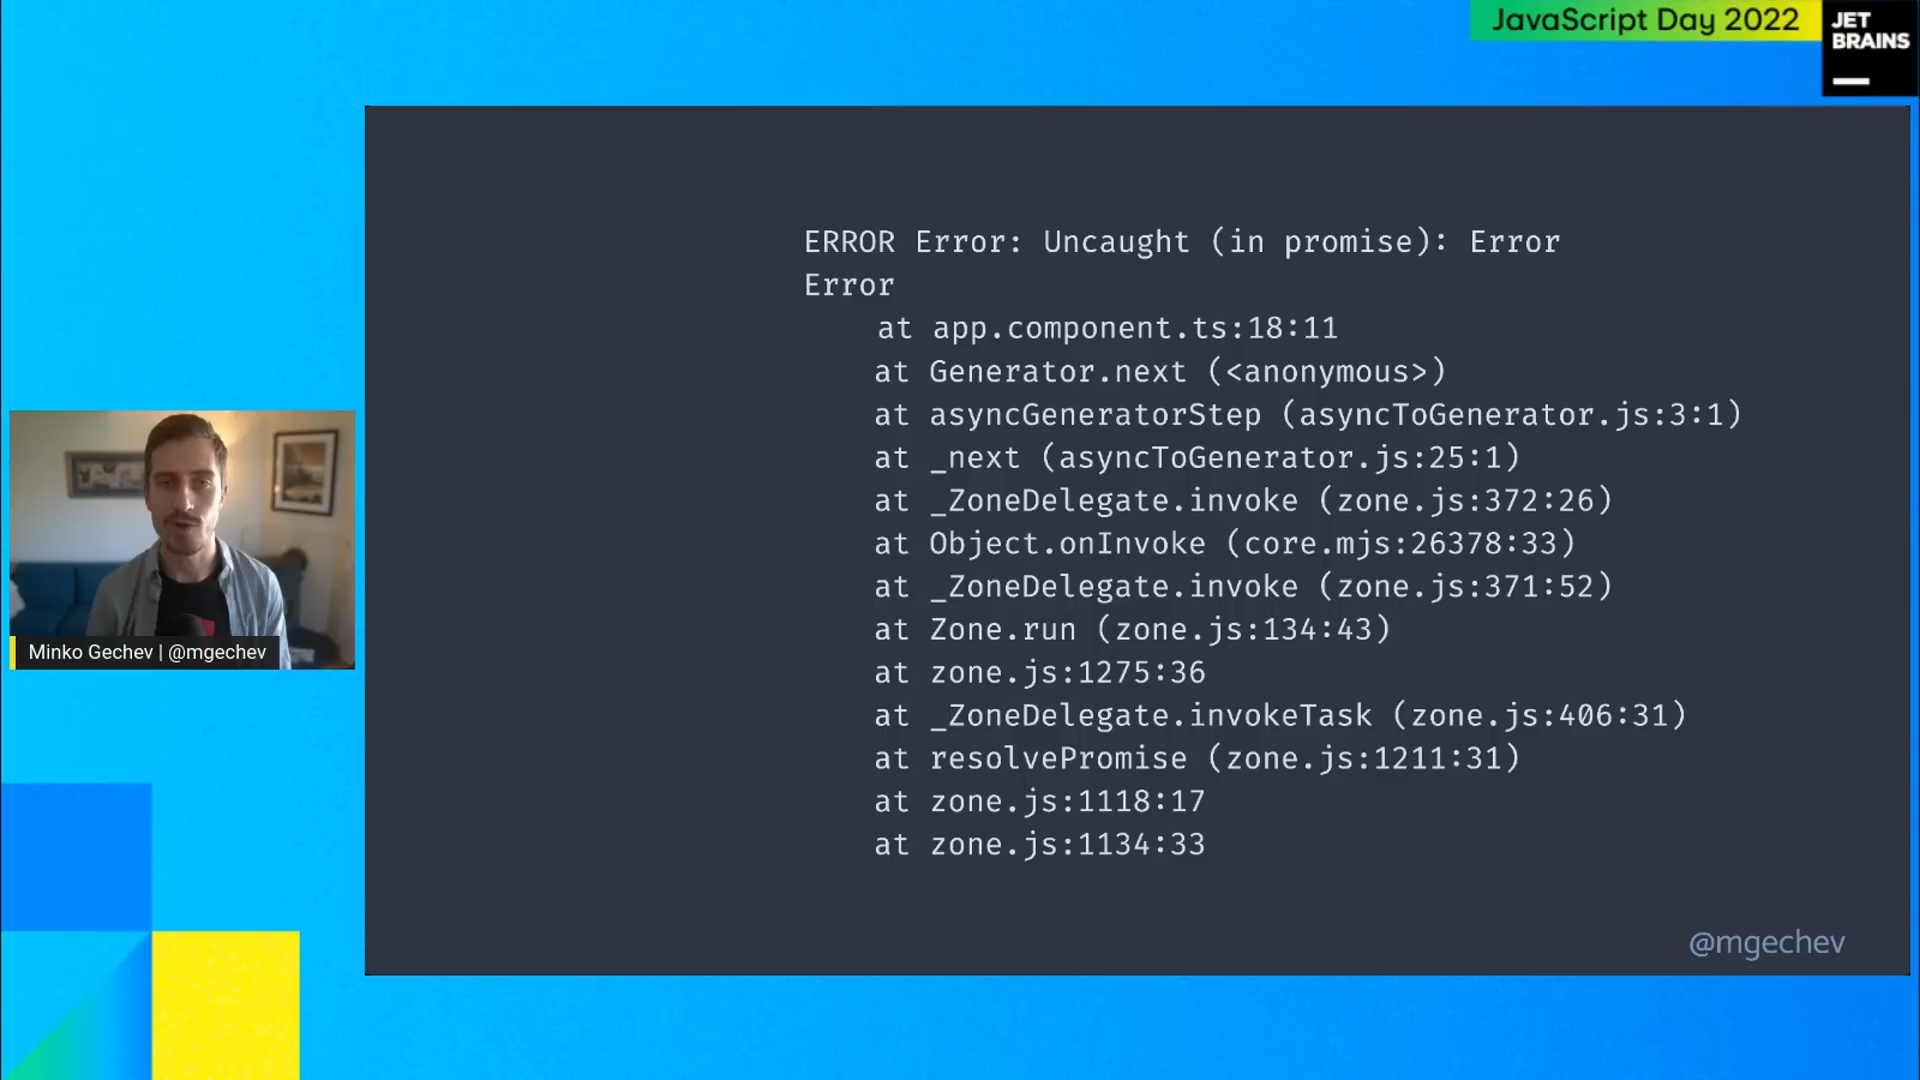 JavaScript Day 2022
JET
BRAINS
ERROR Error: Uncaught (in promise): Error
Error
at app.component.ts:18:11
at Generator.next (<anonymous>)
at asyncGeneratorStep (asyncToGenerator.js:3:1)
at _next (asyncToGenerator.js:25:1)
at _ZoneDelegate.invoke (zone.js:372:26)
at Object.onInvoke (core.mjs:26378:33)
at _ZoneDelegate.invoke (zone.js:371:52)
at Zone.run (zone.js:134:43)
at zone.js:1275:36
at _ZoneDelegate.invokeTask (zone.js:406:31)
at resolvePromise (zone.js:1211:31)
at zone.js:1118:17
at zone.js:1134:33
Minko Gechev | @mgechev
@mgechev